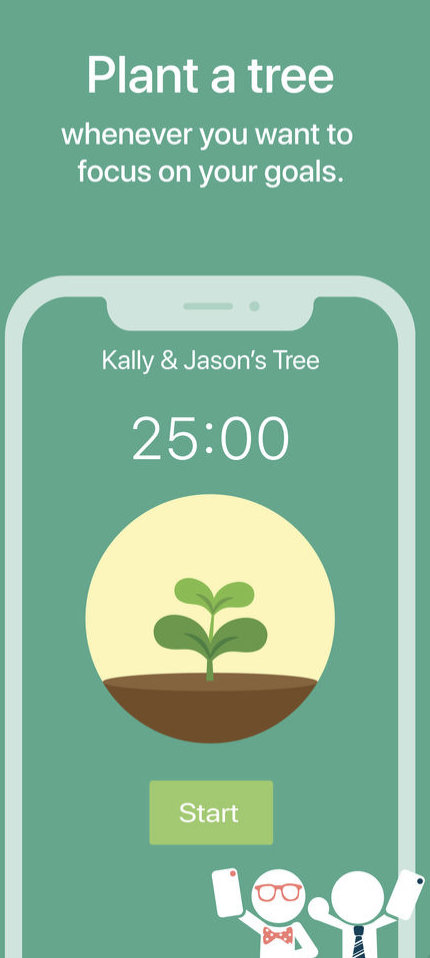 Plant a tree
whenever you want to
focus on your goals.
Kally & Jason’s Tree
25:00
Start